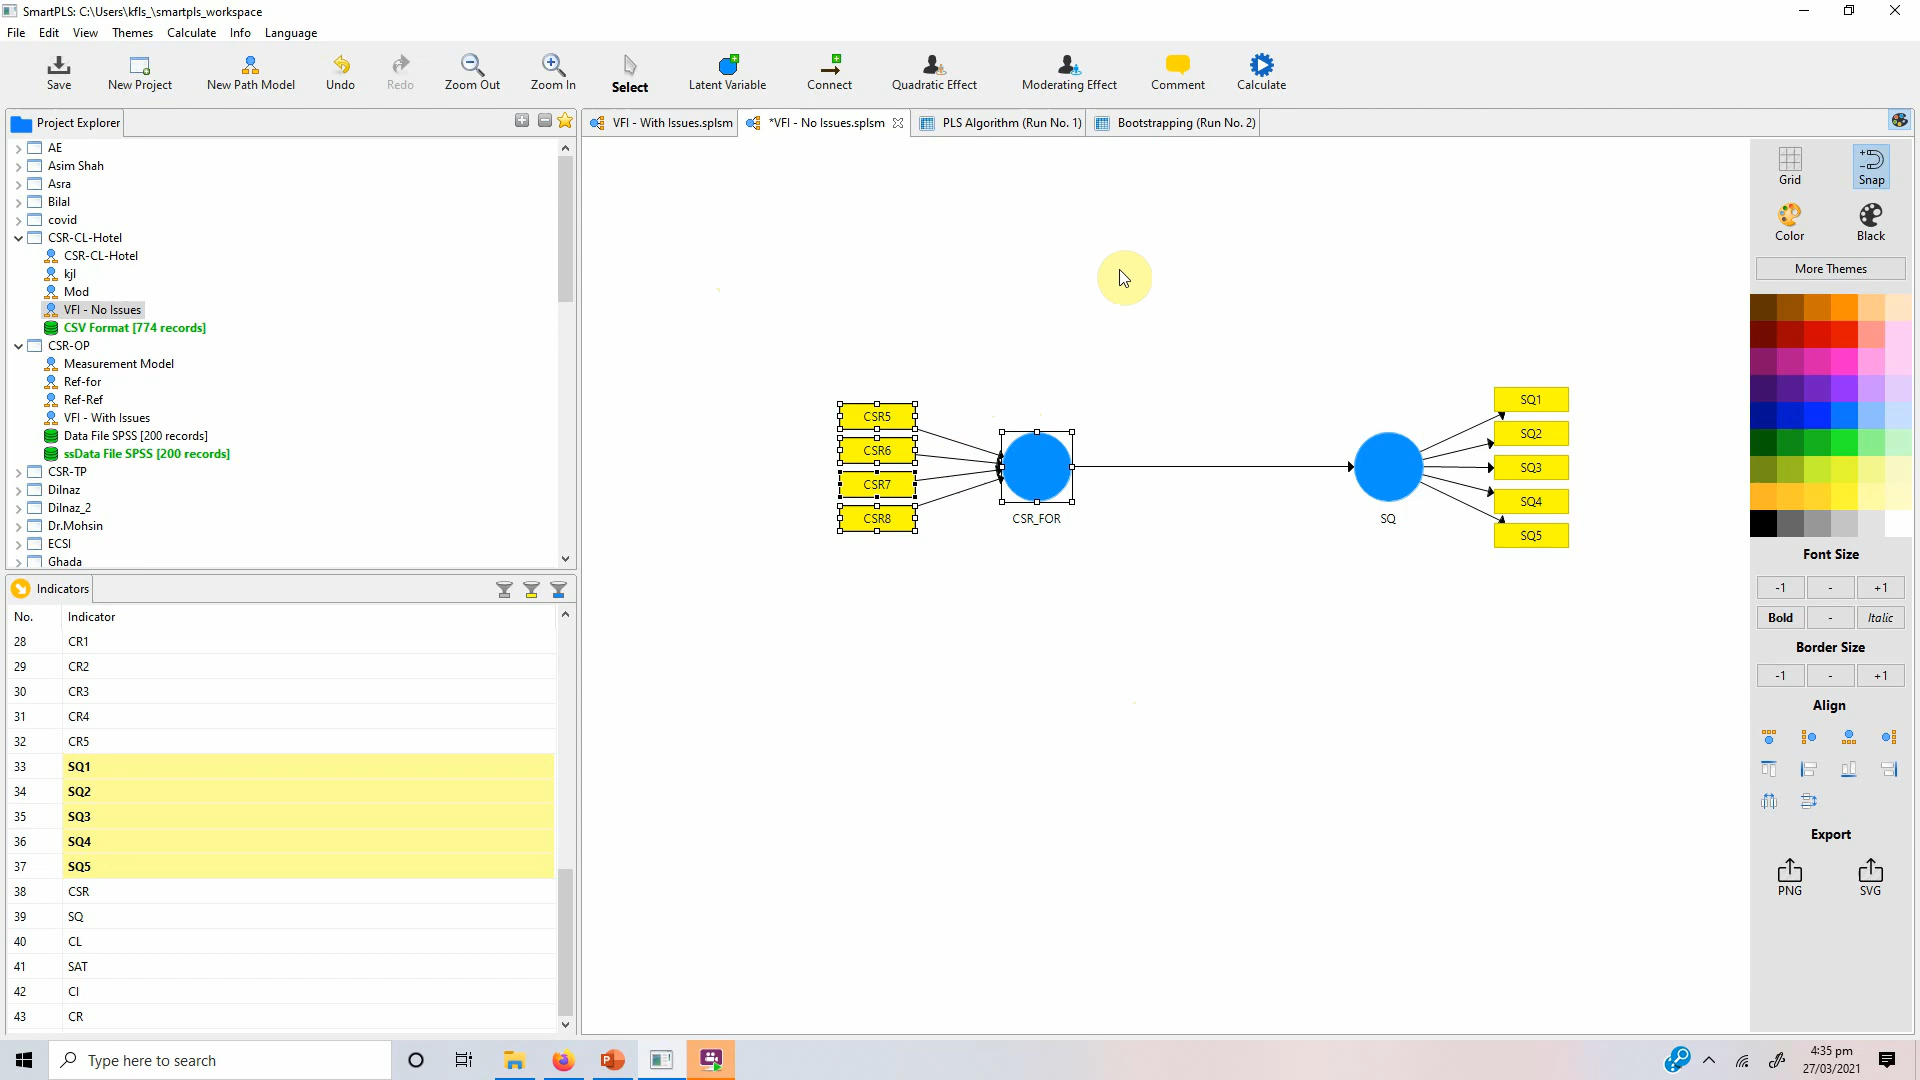 SmartPLS: C:\Users\kfls_\smartpls_workspace
File Edit View Themes Calculate Info Language
Save New Project New Path Model Undo Redo Zoom Out Zoom In Select Latent Variable Connect Quadratic Effect Moderating Effect Comment Calculate
Project Explorer
VFI - With Issues.splsm *VFI - No Issues.splsm PLS Algorithm (Run No. 1) Bootstrapping (Run No. 2)
AE
Asim Shah
Asra
Bilal
covid
CSR-CL-Hotel
CSR-CL-Hotel
kjl
Mod
VFI - No Issues
CSV Format [774 records]
CSR-OP
Measurement Model
Ref-for
Ref-Ref
VFI - With Issues
Data File SPSS [200 records]
ssData File SPSS [200 records]
CSR-TP
Dilnaz
Dilnaz_2
Dr.Mohsin
ECSI
Ghada
Indicators
No. Indicator
28 CR1
29 CR2
30 CR3
31 CR4
32 CR5
33 SQ1
34 SQ2
35 SQ3
36 SQ4
37 SQ5
38 CSR
39 SQ
40 CL
41 SAT
42 CI
43 CR
CSR5
CSR6
CSR7
CSR8
CSR_FOR
SQ
SQ1
SQ2
SQ3
SQ4
SQ5
Grid Snap
Color Black
More Themes
Font Size
-1 - +1
Bold - Italic
Border Size
-1 - +1
Align
Export
PNG SVG
Type here to search
4:35 pm
27/03/2021